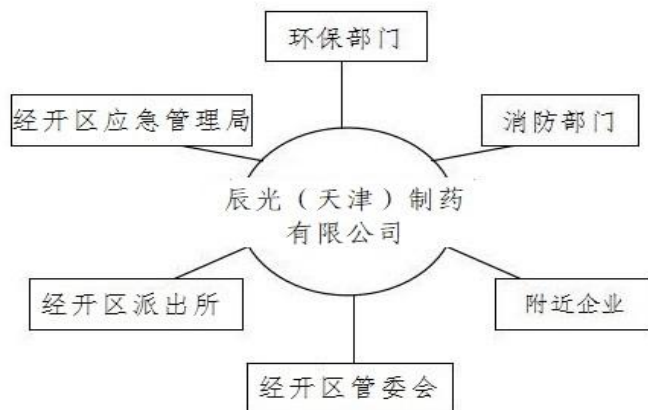 环保部门
经开区应急管理局
消防部门
辰光（天津）制药
有限公司
经开区派出所
附近企业
经开区管委会